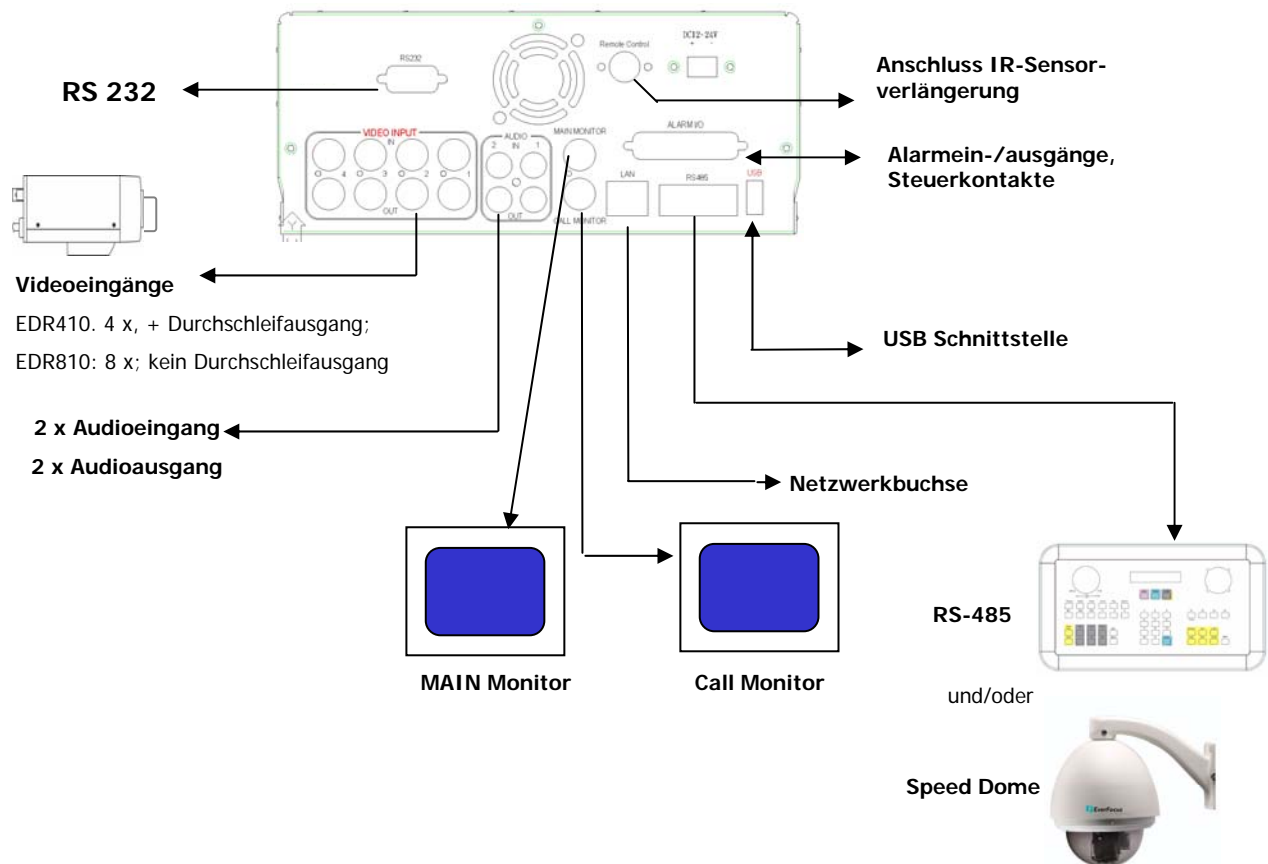 DC12-24V
+ -
Remote Control
RS232
RS 232
Anschluss IR-Sensor-
verlängerung
VIDEO INPUT
IN
4 3 2 1
OUT
AUDIO
2 IN 1
OUT
MAIN MONITOR
CALL MONITOR
ALARM I/O
LAN
RS485
USB
Alarmein-/ausgänge,
Steuerkontakte
Videoeingänge
EDR410. 4 x, + Durchschleifausgang;
EDR810: 8 x; kein Durchschleifausgang
USB Schnittstelle
2 x Audioeingang
2 x Audioausgang
Netzwerkbuchse
RS-485
MAIN Monitor
Call Monitor
und/oder
Speed Dome
EverFocus